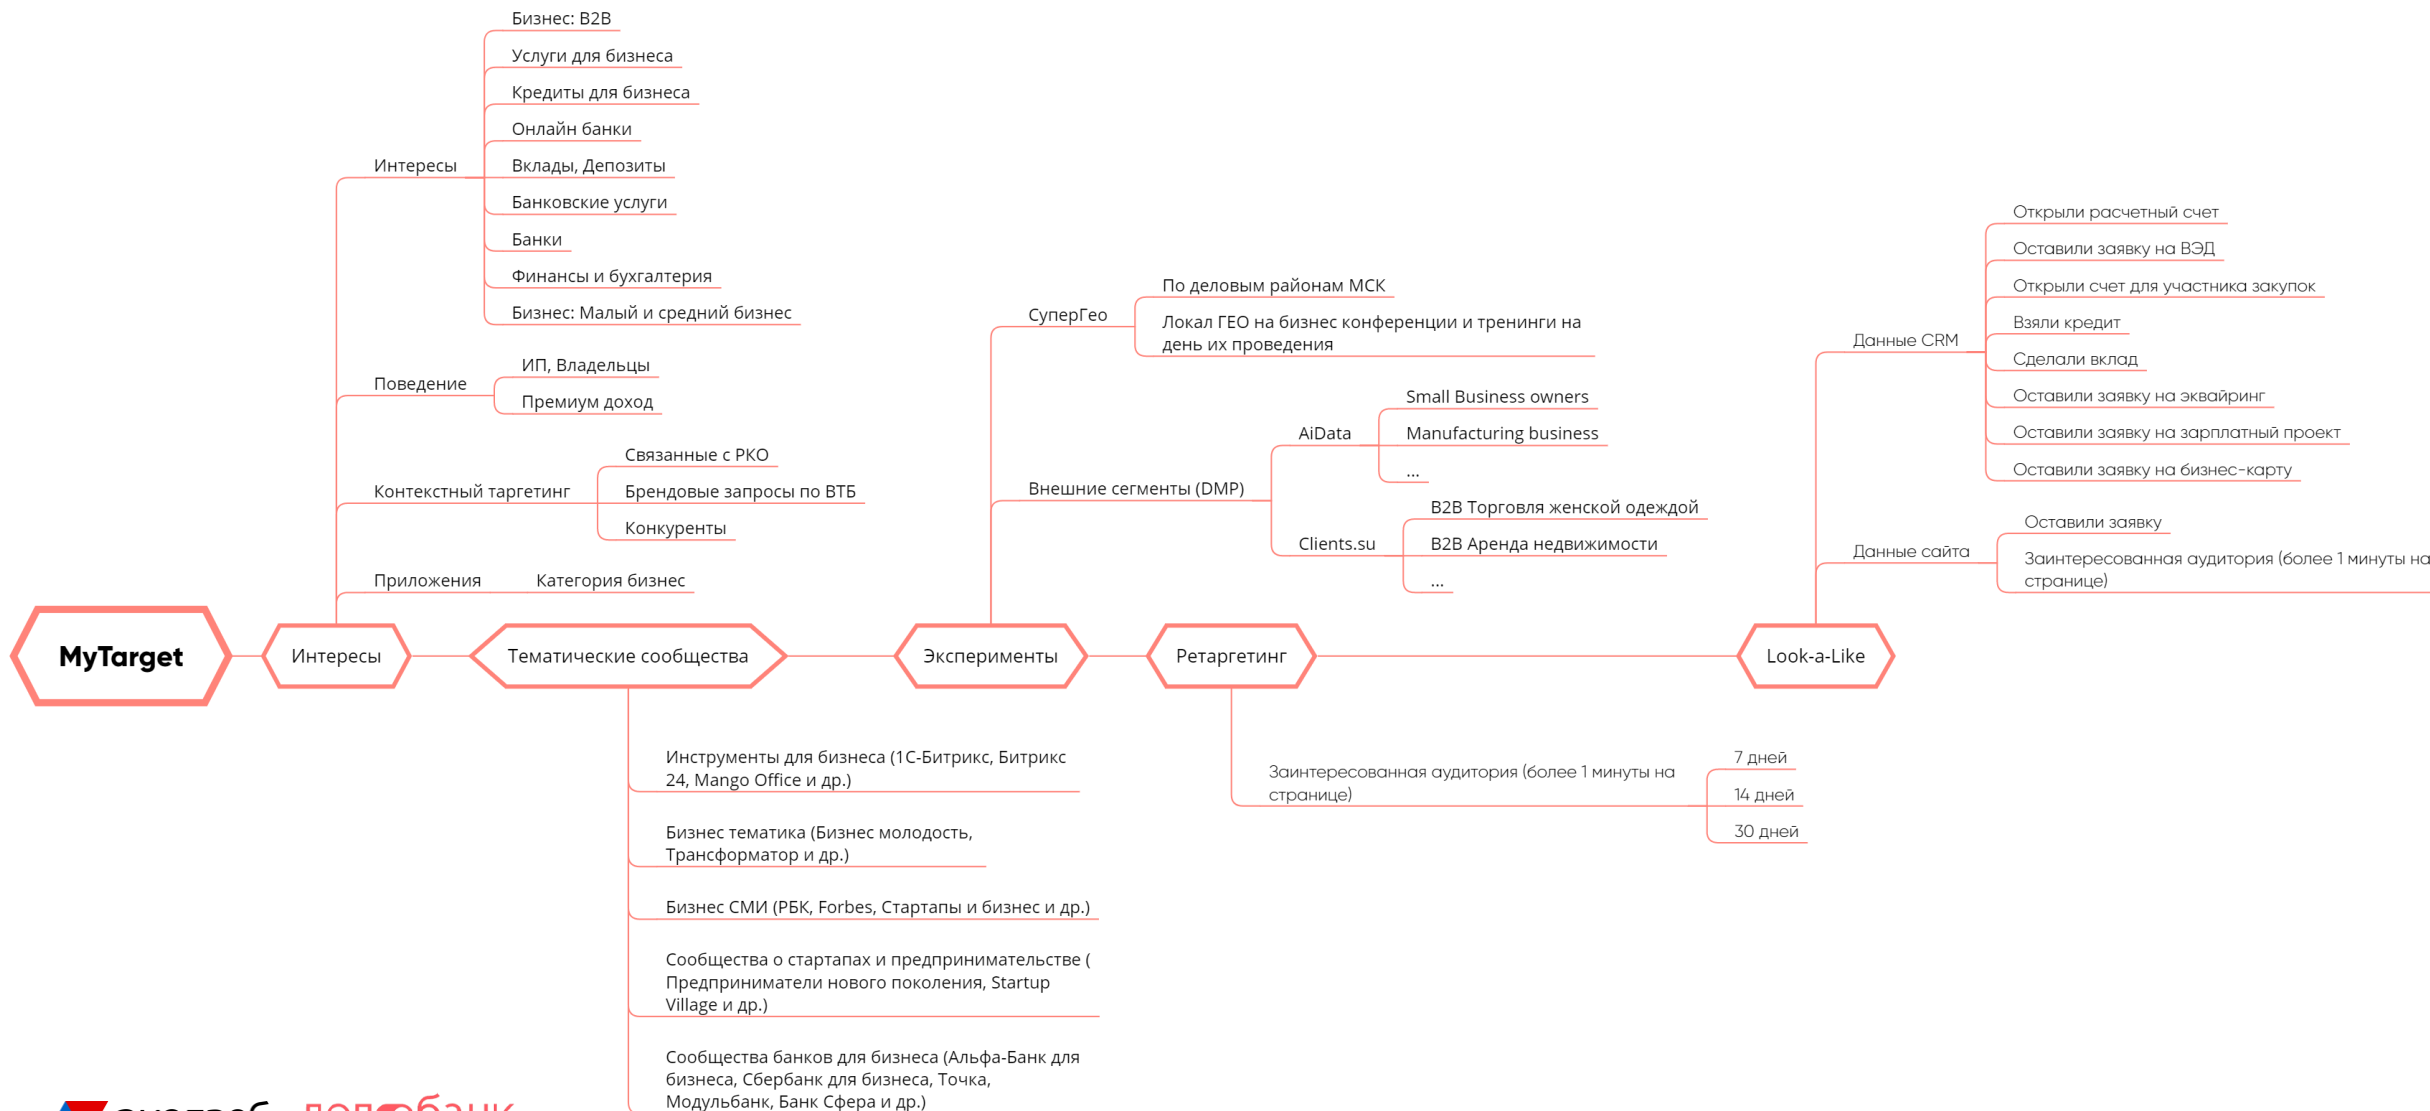 Бизнес: B2B
Услуги для бизнеса
Кредиты для бизнеса
Онлайн банки
Интересы
Вклады, Депозиты
Банковские услуги
Банки
Финансы и бухгалтерия
Бизнес: Малый и средний бизнес
Поведение
ИП, Владельцы
Премиум доход
Контекстный таргетинг
Связанные с РКО
Брендовые запросы по ВТБ
Конкуренты
Приложения
Категория бизнес
СуперГео
По деловым районам МСК
Локал ГЕО на бизнес конференции и тренинги на
день их проведения
Внешние сегменты (DMP)
AiData
Small Business owners
Manufacturing business
...
Clients.su
B2B Торговля женской одеждой
B2B Аренда недвижимости
...
Данные CRM
Открыли расчетный счет
Оставили заявку на ВЭД
Открыли счет для участника закупок
Взяли кредит
Сделали вклад
Оставили заявку на эквайринг
Оставили заявку на зарплатный проект
Оставили заявку на бизнес-карту
Данные сайта
Оставили заявку
Заинтересованная аудитория (более 1 минуты на
странице)
MyTarget
Интересы
Тематические сообщества
Эксперименты
Ретаргетинг
Look-a-Like
Инструменты для бизнеса (1С-Битрикс, Битрикс
24, Mango Office и др.)
Бизнес тематика (Бизнес молодость,
Трансформатор и др.)
Бизнес СМИ (РБК, Forbes, Стартапы и бизнес и др.)
Сообщества о стартапах и предпринимательстве (
Предприниматели нового поколения, Startup
Village и др.)
Сообщества банков для бизнеса (Альфа-Банк для
бизнеса, Сбербанк для бизнеса, Точка,
Модульбанк, Банк Сфера и др.)
Заинтересованная аудитория (более 1 минуты на
странице)
7 дней
14 дней
30 дней